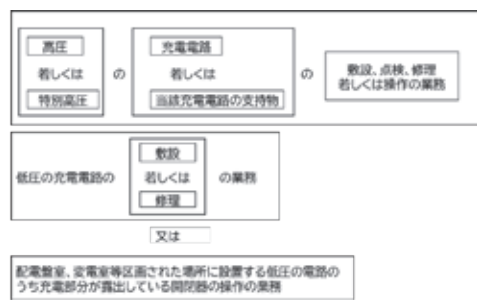 高圧
若しくは
特別高圧
の
充電電路
若しくは
当該充電電路の支持物
の
敷設、点検、修理
若しくは操作の業務
低圧の充電電路の
敷設
若しくは
修理
の業務
又は
配電盤室、変電室等区画された場所に設置する低圧の電路の
うち充電部分が露出している開閉器の操作の業務